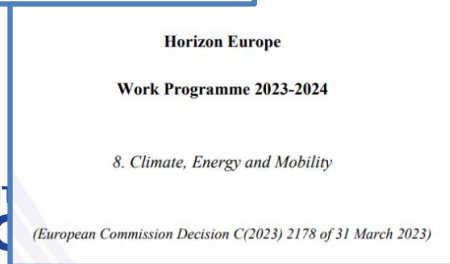 Horizon Europe
Work Programme 2023-2024
8. Climate, Energy and Mobility
(European Commission Decision C(2023) 2178 of 31 March 2023)